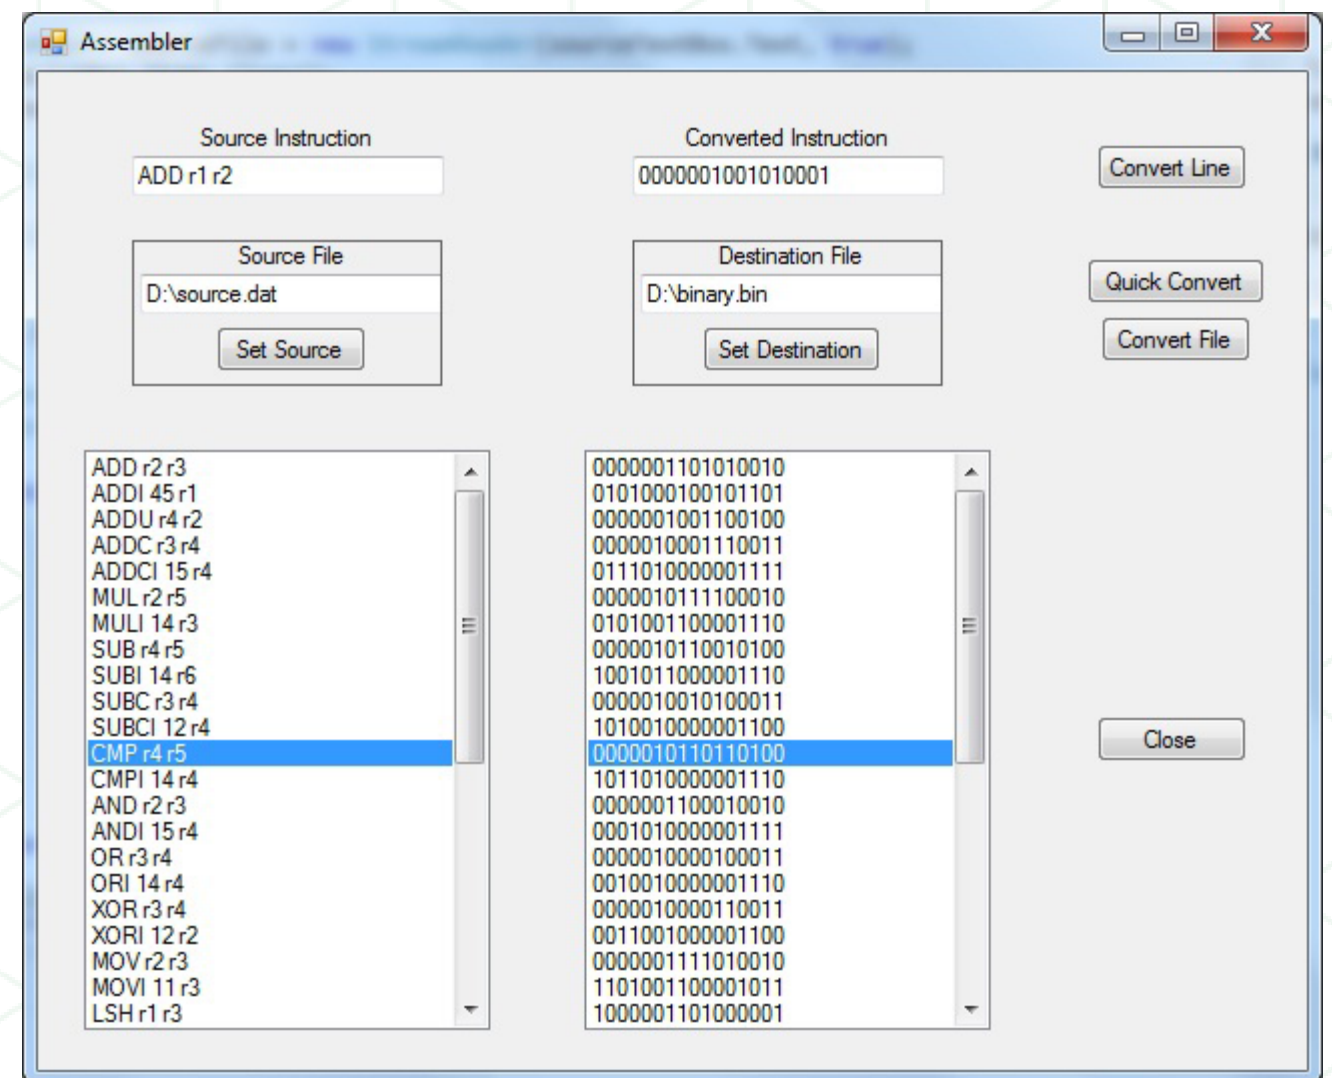 Assembler
Source Instruction
Converted Instruction
ADD r1 r2
0000001001010001
Convert Line
Source File
Destination File
D:\source.dat
D:\binary.bin
Quick Convert
Set Source
Set Destination
Convert File
ADD r2 r3
ADDI 45 r1
ADDU r4 r2
ADDC r3 r4
ADDCI 15 r4
MUL r2 r5
MULI 14 r3
SUB r4 r5
SUBI 14 r6
SUBC r3 r4
SUBCI 12 r4
CMP r4 r5
CMPI 14 r4
AND r2 r3
ANDI 15 r4
OR r3 r4
ORI 14 r4
XOR r3 r4
XORI 12 r2
MOV r2 r3
MOVI 11 r3
LSH r1 r3
0000001101010010
0101000100101101
0000001001100100
0000010001110011
0111010000001111
0000010111100010
0101001100001110
0000010110010100
1001011000001110
0000010010100011
1010010000001100
0000010110110100
1011010000001110
0000001100010010
0001010000001111
0000010000100011
0010010000001110
0000010000110011
0011001000001100
0000001111010010
1101001100001011
1000001101000001
Close